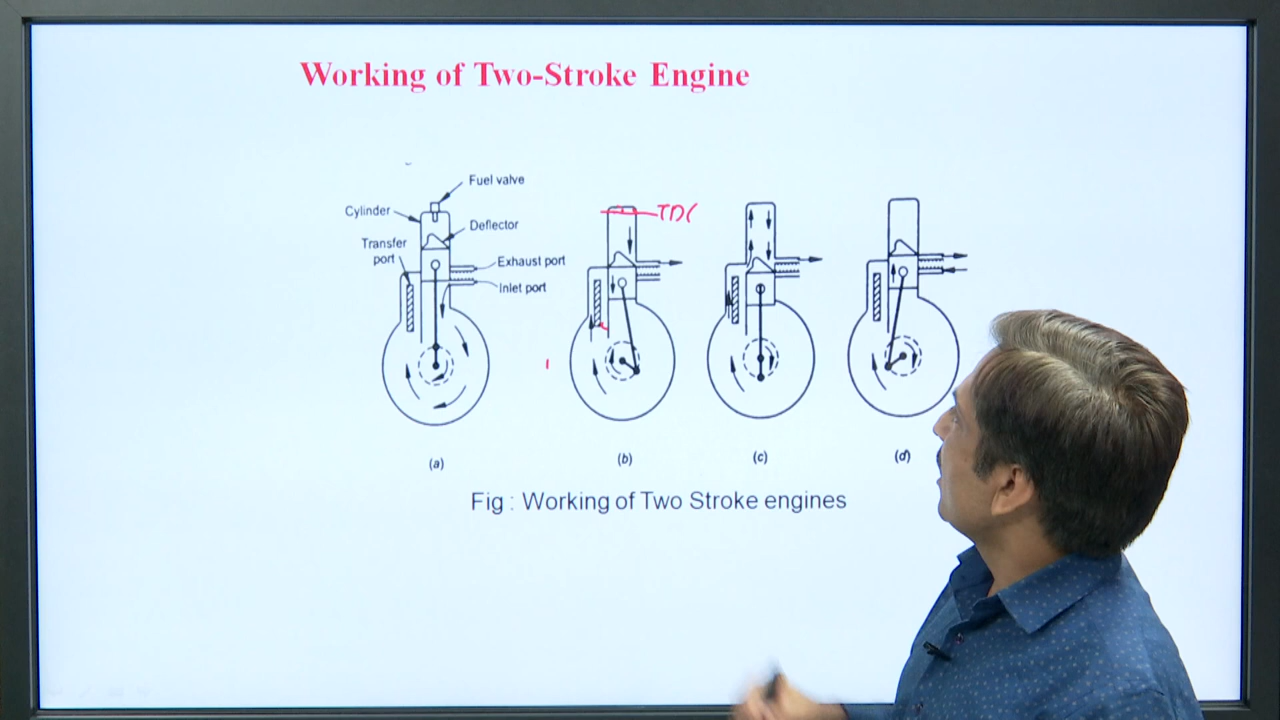 Working of Two-Stroke Engine
Fuel valve
Cylinder
Deflector
Transfer
port
Exhaust port
Inlet port
TDC
(a)
(b)
(c)
(d)
Fig : Working of Two Stroke engines